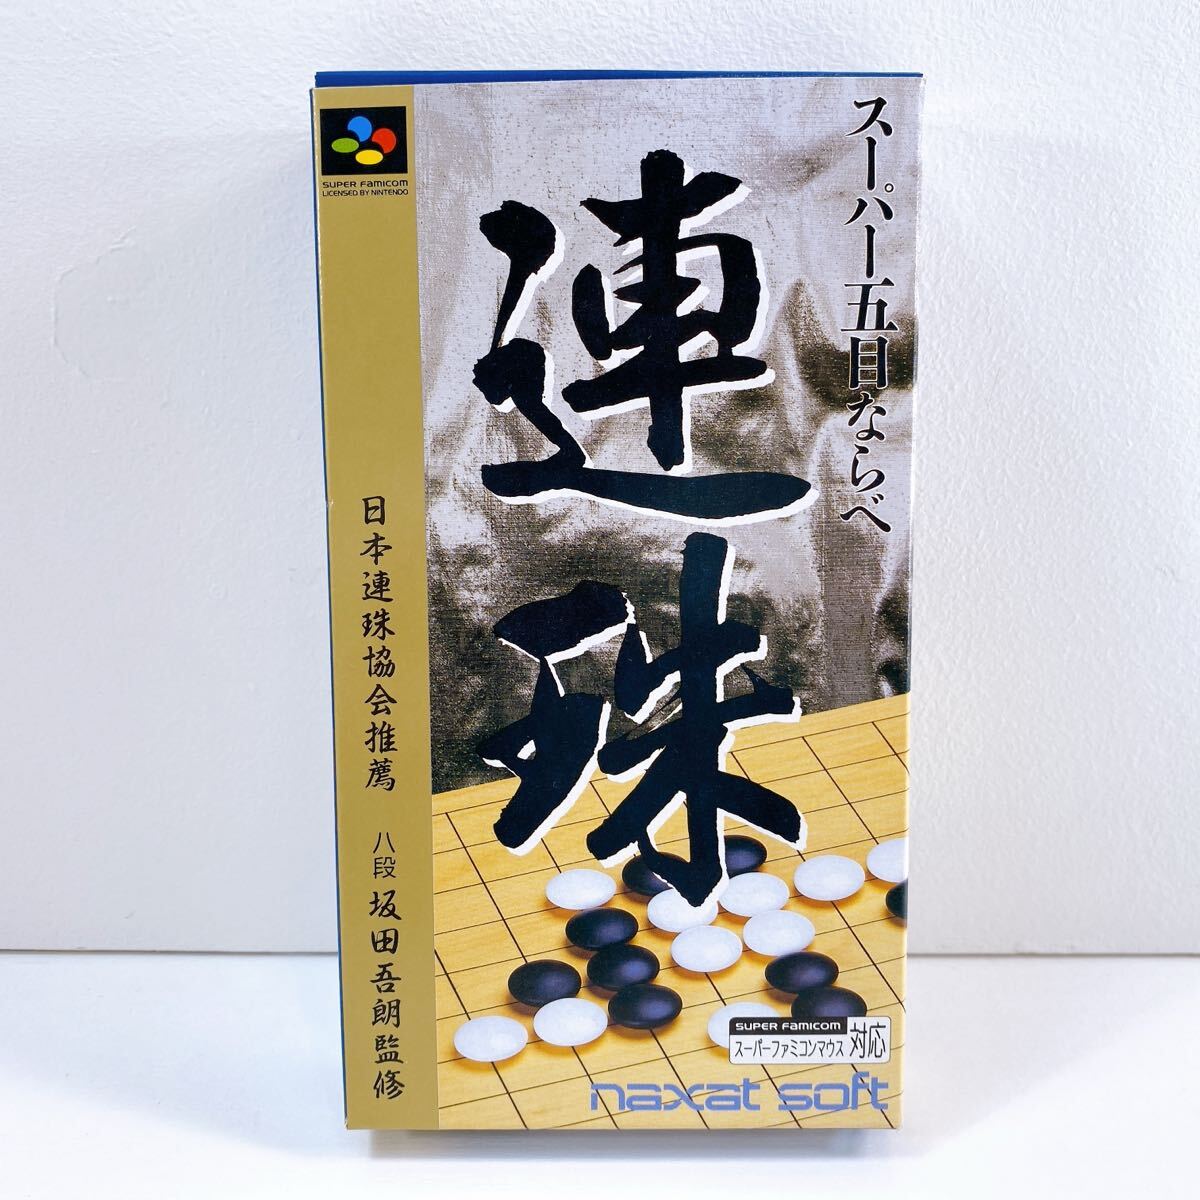 スーパー五目ならべ
連珠
SUPER FAMICOM
LICENSED BY NINTENDO
日本連珠協会推薦 八段 坂田吾朗監修
SUPER FAMICOM
スーパーファミコンマウス
対応
naxat soft